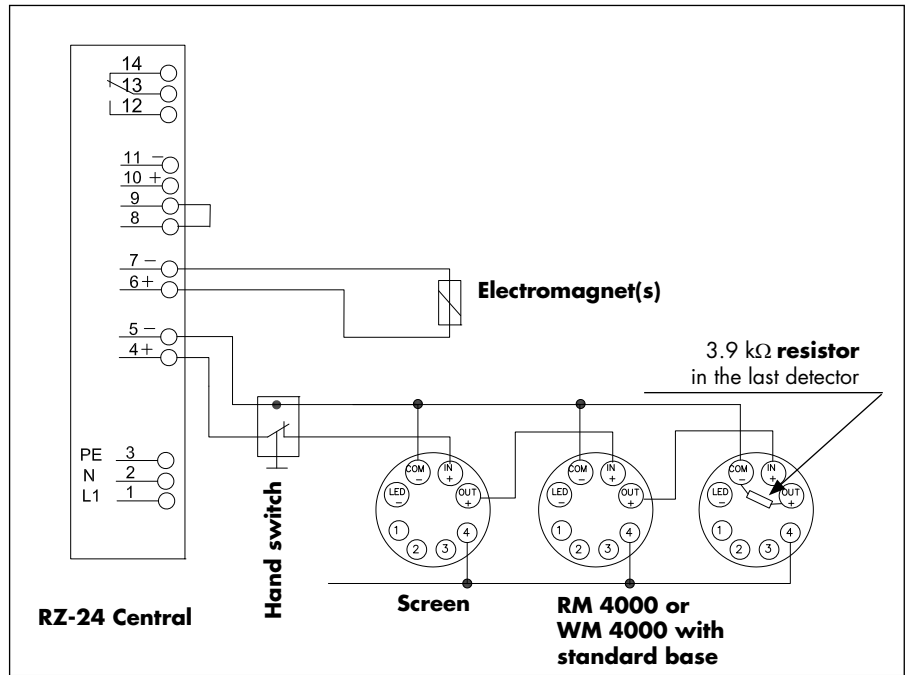 14
13
12
11 –
10 +
9
8
7 –
6 +
5 –
4 +
PE 3
N 2
L1 1
RZ-24 Central
Hand switch
Electromagnet(s)
3.9 kΩ resistor
in the last detector
COM –
IN +
LED –
OUT +
1
2
3
4
COM –
IN +
LED –
OUT +
1
2
3
4
COM –
IN +
LED –
OUT +
1
2
3
4
Screen
RM 4000 or
WM 4000 with
standard base